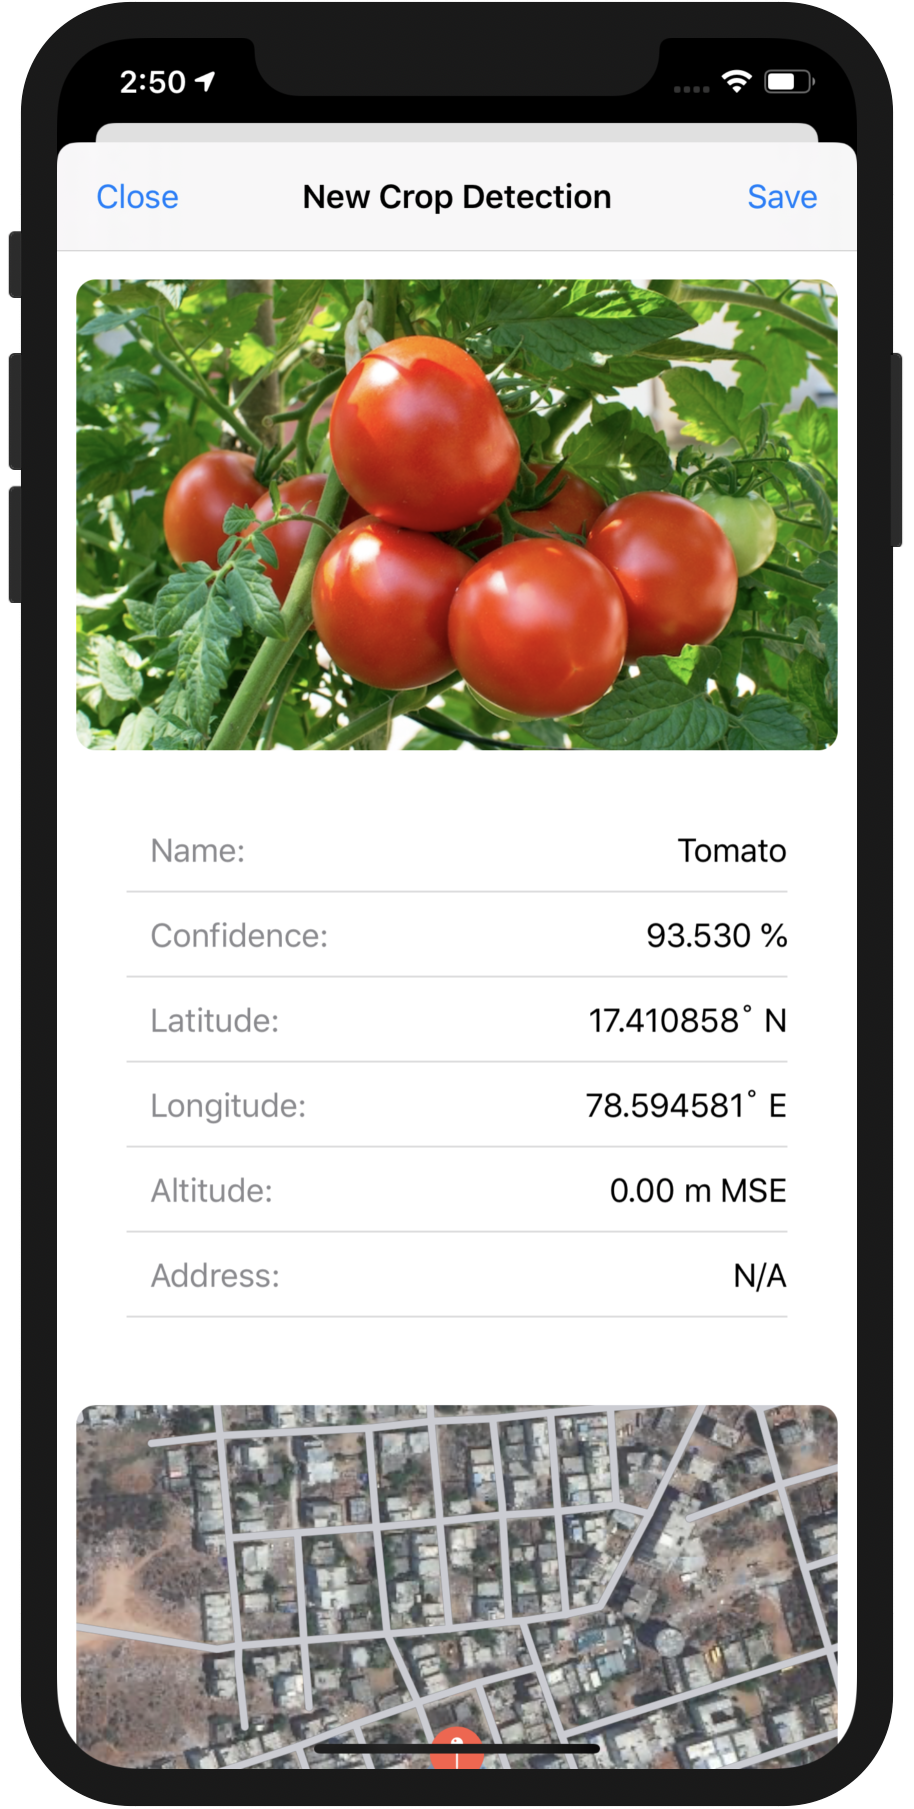 2:50
Close New Crop Detection Save
Name: Tomato
Confidence: 93.530 %
Latitude: 17.410858° N
Longitude: 78.594581° E
Altitude: 0.00 m MSE
Address: N/A